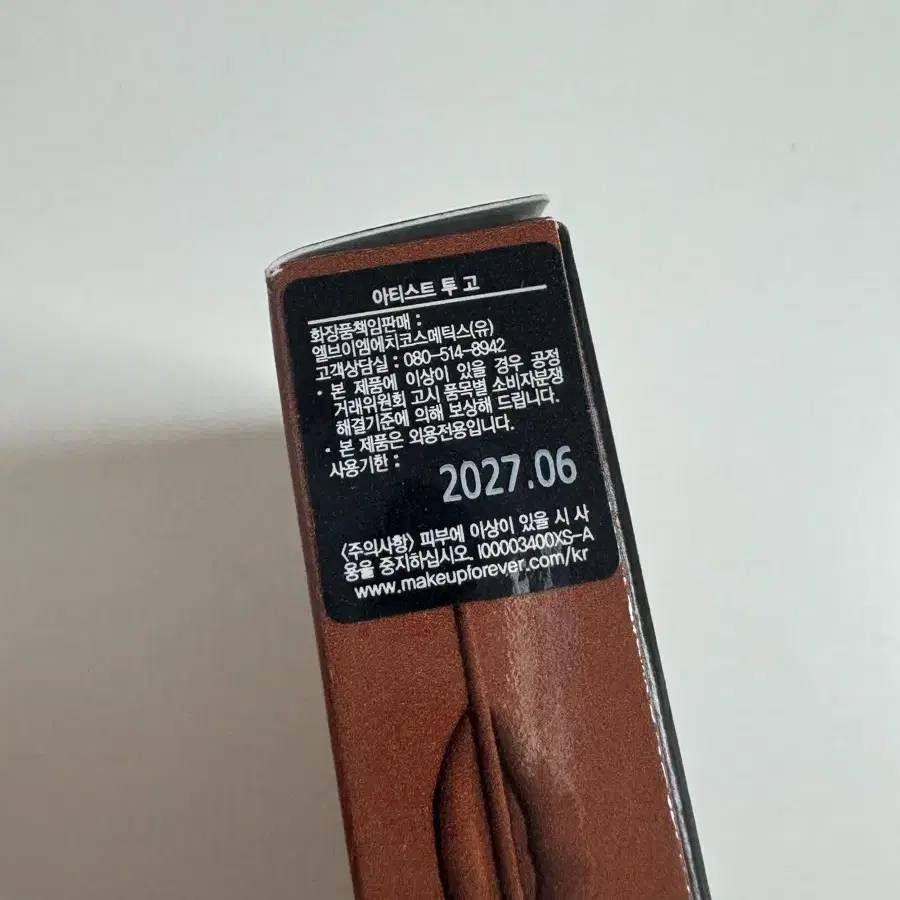 아티스트 투 고
화장품책임판매 :
엘브이엠에치코스메틱스(유)
고객상담실 : 080-514-8942
· 본 제품에 이상이 있을 경우 공정
거래위원회 고시 품목별 소비자분쟁
해결기준에 의해 보상해 드립니다.
· 본 제품은 외용전용입니다.
사용기한 :
2027.06
〈주의사항〉 피부에 이상이 있을 시 사
용을 중지하십시오. I00003400XS-A
www.makeupforever.com/kr